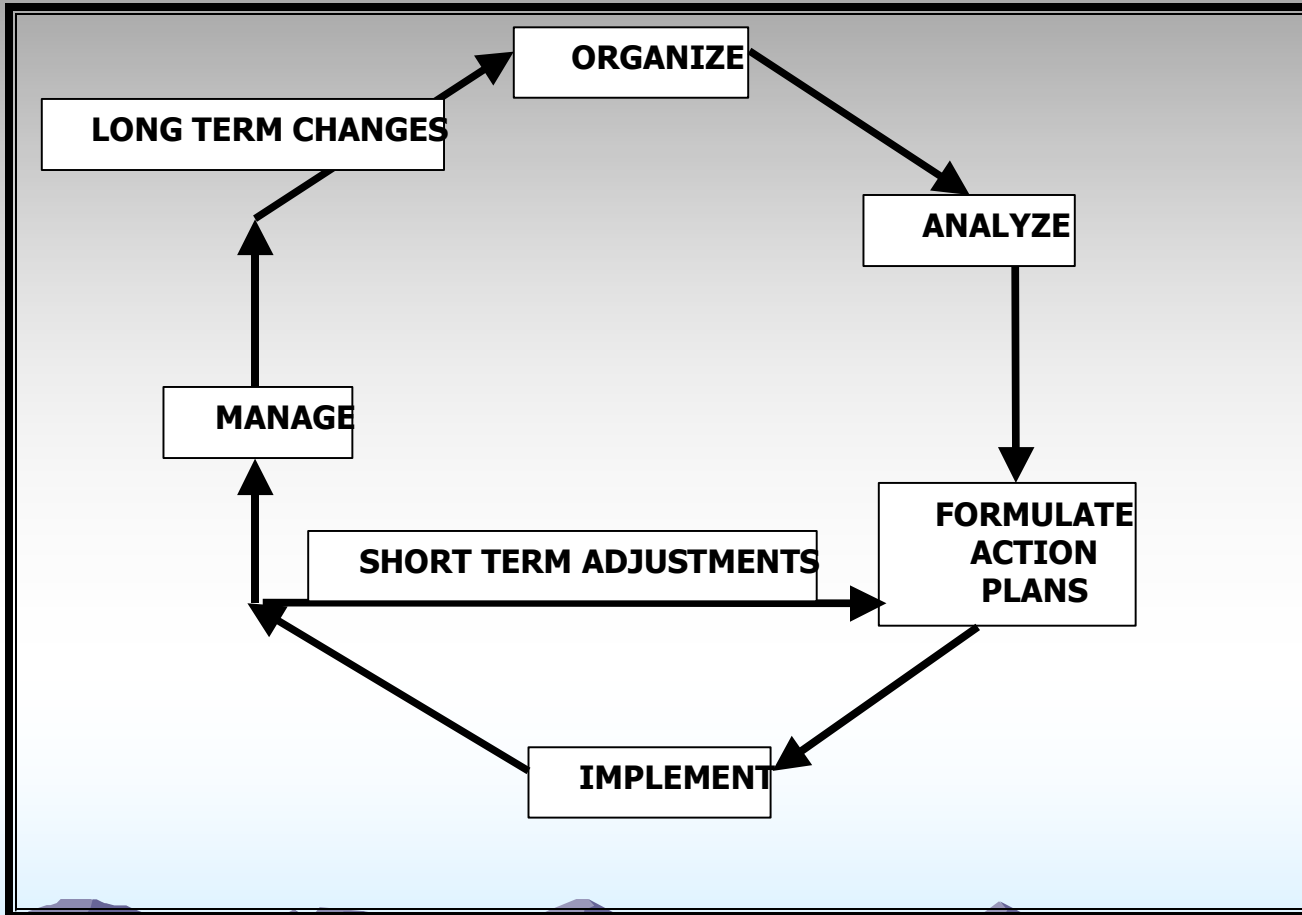 ORGANIZE
LONG TERM CHANGES
ANALYZE
MANAGE
FORMULATE
ACTION
PLANS
SHORT TERM ADJUSTMENTS
IMPLEMENT